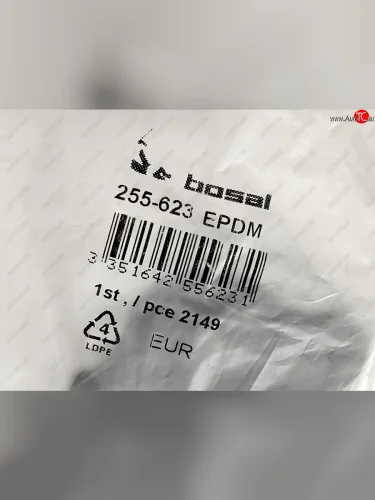 bosal
255-623 EPDM
3 351642 556231
1st , / pce 2149
4
LDPE
EUR